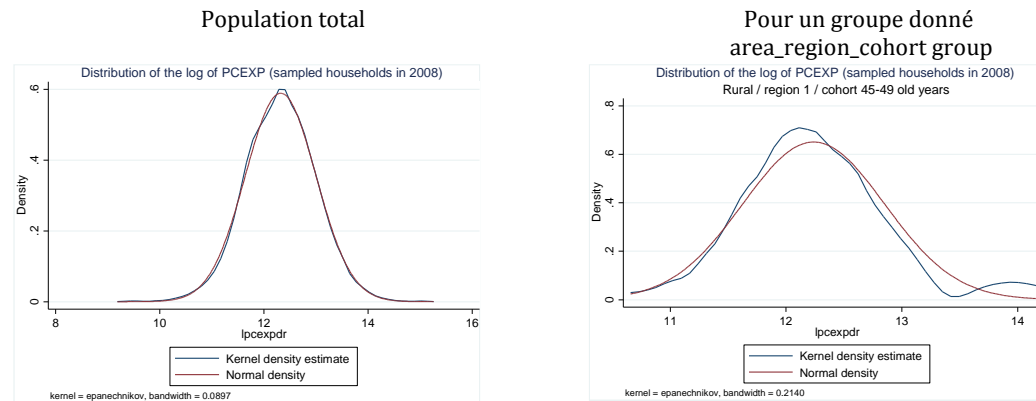 Population total
Distribution of the log of PCEXP (sampled households in 2008)
Density
.6
.4
.2
0
8
10
12
14
16
lpcexpdr
Kernel density estimate
Normal density
kernel = epanechnikov, bandwidth = 0.0897
Pour un groupe donné
area_region_cohort group
Distribution of the log of PCEXP (sampled households in 2008)
Rural / region 1 / cohort 45-49 old years
Density
.8
.6
.4
.2
0
11
12
13
14
lpcexpdr
Kernel density estimate
Normal density
kernel = epanechnikov, bandwidth = 0.2140